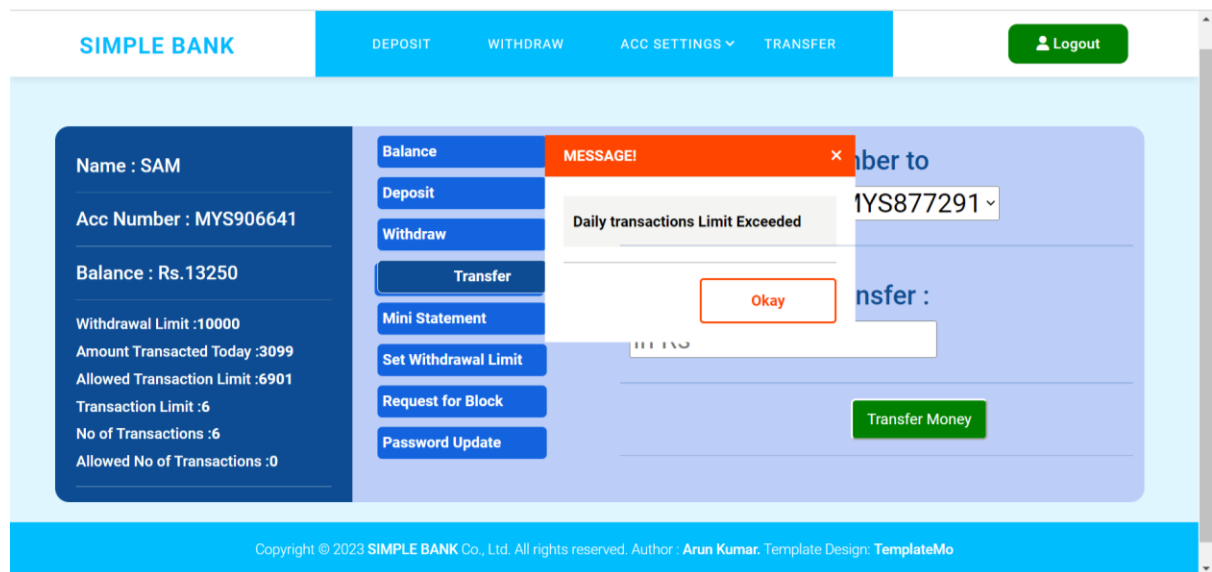 SIMPLE BANK
DEPOSIT WITHDRAW ACC SETTINGS TRANSFER
Logout
Name : SAM
Acc Number : MYS906641
Balance : Rs.13250
Withdrawal Limit :10000
Amount Transacted Today :3099
Allowed Transaction Limit :6901
Transaction Limit :6
No of Transactions :6
Allowed No of Transactions :0
Balance
Deposit
Withdraw
Transfer
Mini Statement
Set Withdrawal Limit
Request for Block
Password Update
MESSAGE!
Daily transactions Limit Exceeded
Okay
to
877291
:
Transfer Money
Copyright © 2023 SIMPLE BANK Co., Ltd. All rights reserved. Author : Arun Kumar. Template Design: TemplateMo